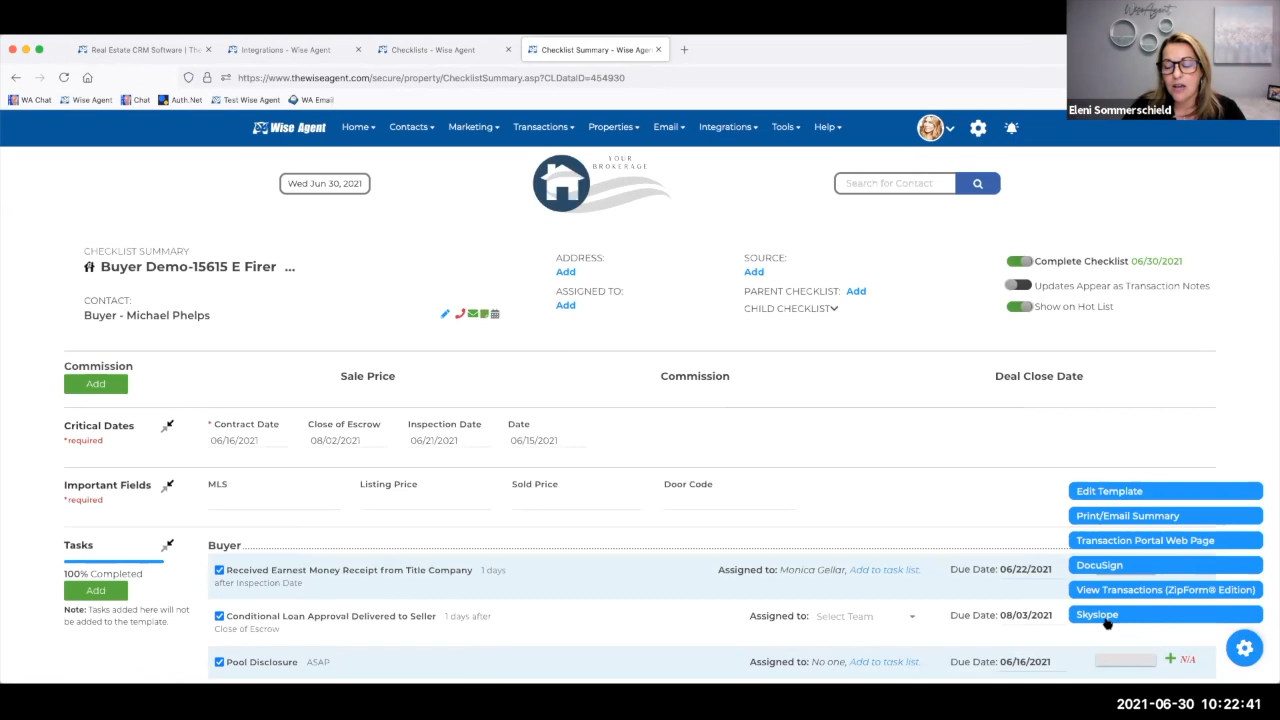 WiseAgent
Eleni Sommerschield
Real Estate CRM Software | The
Integrations - Wise Agent
Checklists - Wise Agent
Checklist Summary - Wise Agen
https://www.thewiseagent.com/secure/property/ChecklistSummary.asp?CLDataID=454930
WA Chat
Wise Agent
Chat
Auth.Net
Test Wise Agent
WA Email
Wise Agent
Home
Contacts
Marketing
Transactions
Properties
Email
Integrations
Tools
Help
Wed Jun 30, 2021
YOUR
BROKERAGE
Search for Contact
CHECKLIST SUMMARY
Buyer Demo-15615 E Firer ...
CONTACT:
Buyer - Michael Phelps
ADDRESS:
Add
ASSIGNED TO:
Add
SOURCE:
Add
PARENT CHECKLIST: Add
CHILD CHECKLIST
Complete Checklist 06/30/2021
Updates Appear as Transaction Notes
Show on Hot List
Commission
Add
Sale Price
Commission
Deal Close Date
Critical Dates
*required
* Contract Date
06/16/2021
Close of Escrow
08/02/2021
Inspection Date
06/21/2021
Date
06/15/2021
Important Fields
*required
MLS
Listing Price
Sold Price
Door Code
Edit Template
Print/Email Summary
Transaction Portal Web Page
DocuSign
View Transactions (ZipForm® Edition)
Skyslope
Tasks
100% Completed
Add
Note: Tasks added here will not
be added to the template.
Buyer
Received Earnest Money Receipt from Title Company 1 days
after Inspection Date
Assigned to: Monica Gellar, Add to task list.
Due Date: 06/22/2021
Conditional Loan Approval Delivered to Seller 1 days after
Close of Escrow
Assigned to: Select Team
Due Date: 08/03/2021
Pool Disclosure ASAP
Assigned to: No one, Add to task list.
Due Date: 06/16/2021
N/A
2021-06-30 10:22:41